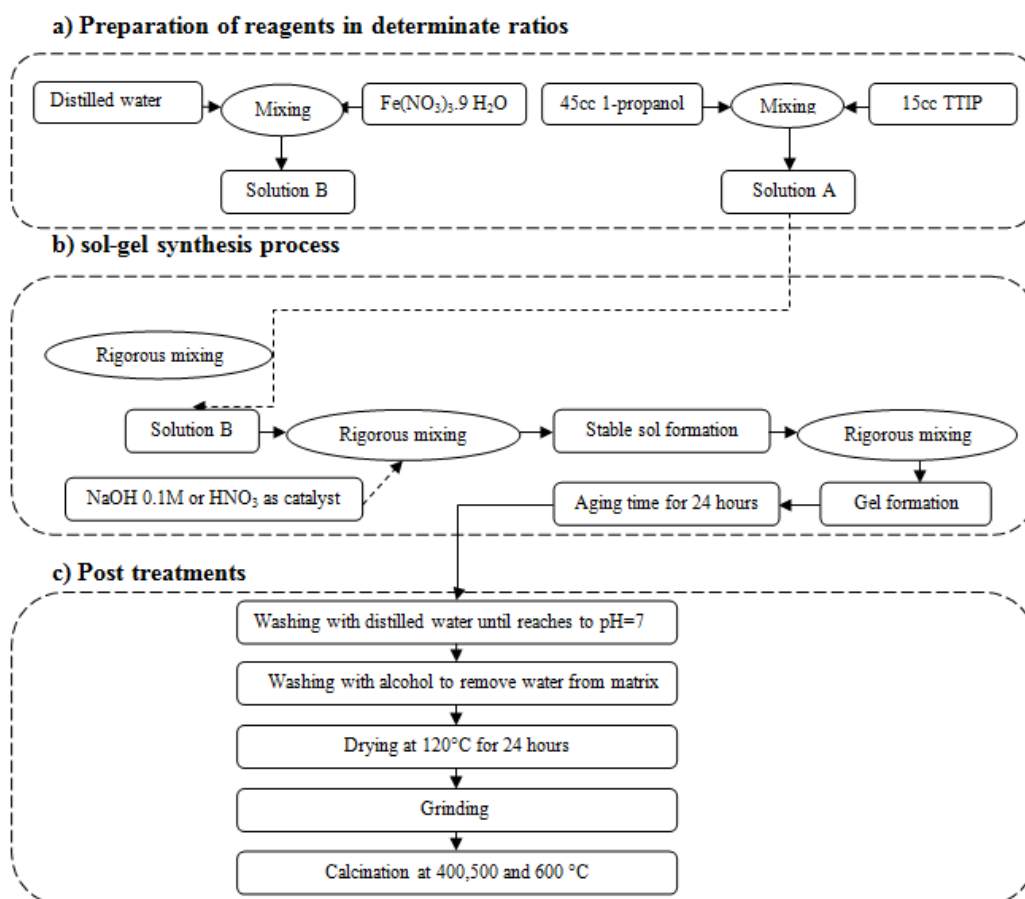 a) Preparation of reagents in determinate ratios
Distilled water
Mixing
Fe(NO₃)₃.9 H₂O
45cc 1-propanol
Mixing
15cc TTIP
Solution B
Solution A
b) sol-gel synthesis process
Rigorous mixing
Solution B
Rigorous mixing
Stable sol formation
Rigorous mixing
NaOH 0.1M or HNO₃ as catalyst
Aging time for 24 hours
Gel formation
c) Post treatments
Washing with distilled water until reaches to pH=7
Washing with alcohol to remove water from matrix
Drying at 120°C for 24 hours
Grinding
Calcination at 400,500 and 600 °C